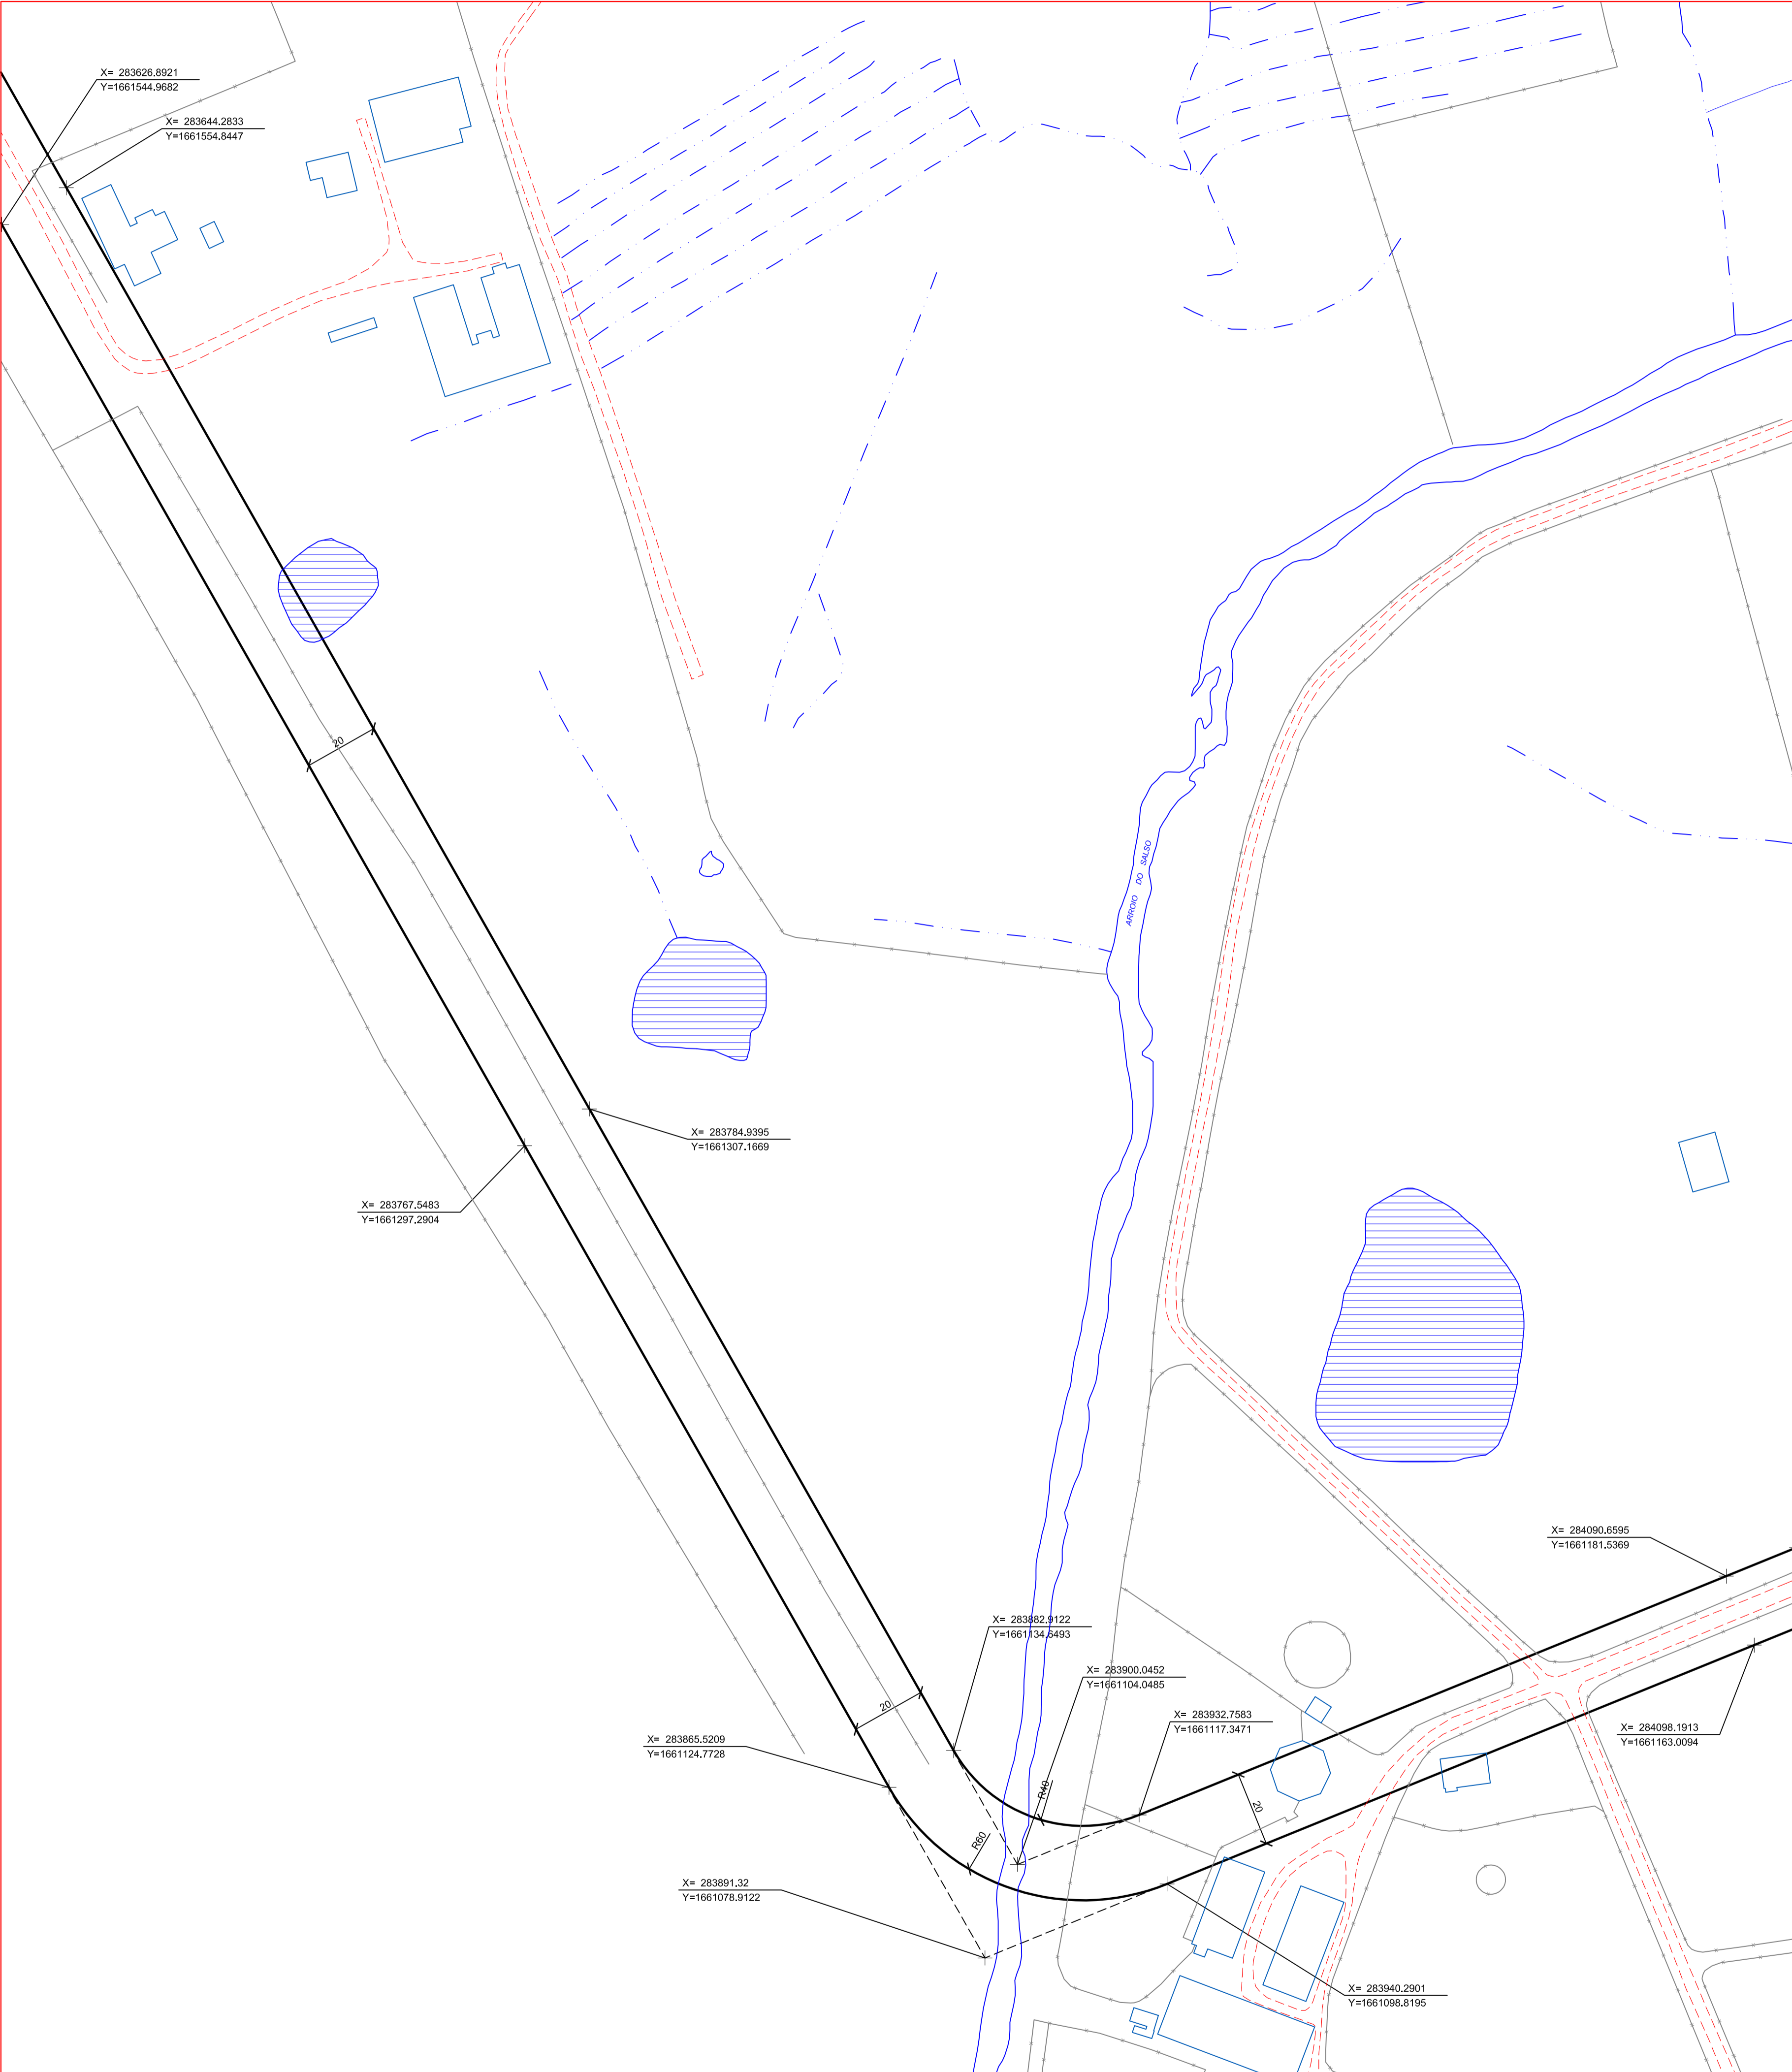 X= 283626.8921
Y=1661544.9682
X= 283644.2833
Y=1661554.8447
20
ARROIO DO SALSO
X= 283784.9395
Y=1661307.1669
X= 283767.5483
Y=1661297.2904
X= 284090.6595
Y=1661181.5369
X= 283882.9122
Y=1661134.6493
X= 283900.0452
Y=1661104.0485
20
X= 283932.7583
Y=1661117.3471
X= 284098.1913
Y=1661163.0094
X= 283865.5209
Y=1661124.7728
R40
20
R60
X= 283891.32
Y=1661078.9122
X= 283940.2901
Y=1661098.8195